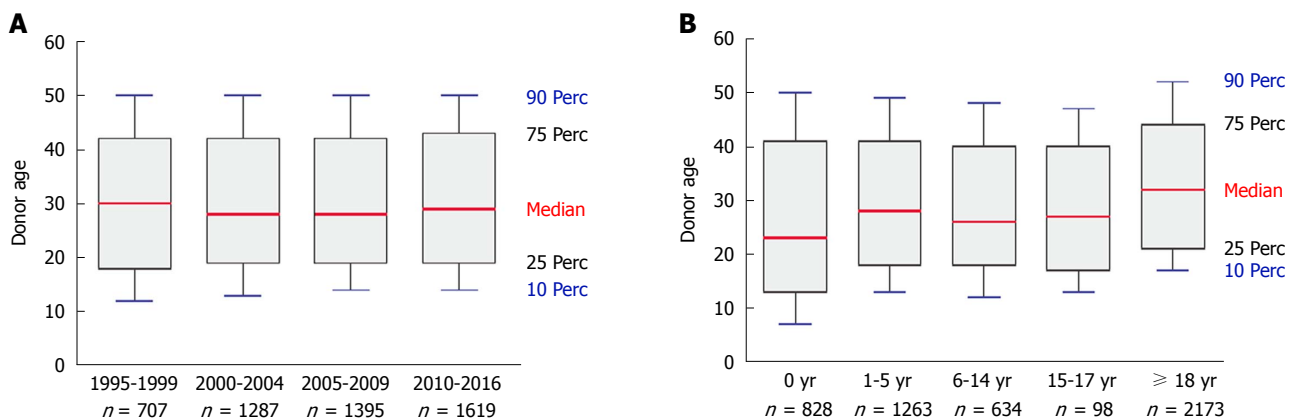 A
Donor age
60
50
40
30
20
10
0
90 Perc
75 Perc
Median
25 Perc
10 Perc
1995-1999 2000-2004 2005-2009 2010-2016
n = 707 n = 1287 n = 1395 n = 1619
B
Donor age
60
50
40
30
20
10
0
90 Perc
75 Perc
Median
25 Perc
10 Perc
0 yr 1-5 yr 6-14 yr 15-17 yr ⩾ 18 yr
n = 828 n = 1263 n = 634 n = 98 n = 2173